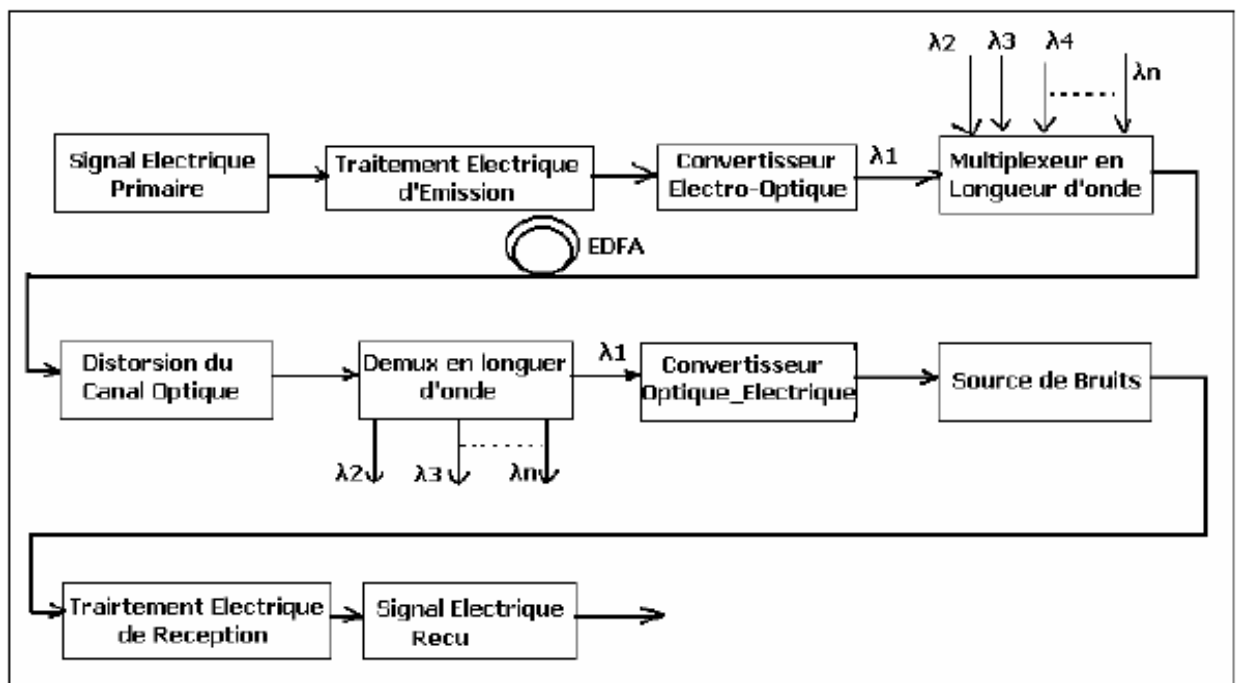 λ2 λ3 λ4
λn
Signal Electrique
Primaire
Traitement Electrique
d'Emission
Convertisseur
Electro-Optique
λ1
Multiplexeur en
Longueur d'onde
EDFA
Distorsion du
Canal Optique
Demux en longuer
d'onde
λ1
Convertisseur
Optique_Electrique
Source de Bruits
λ2 λ3 λn
Trairtement Electrique
de Reception
Signal Electrique
Recu